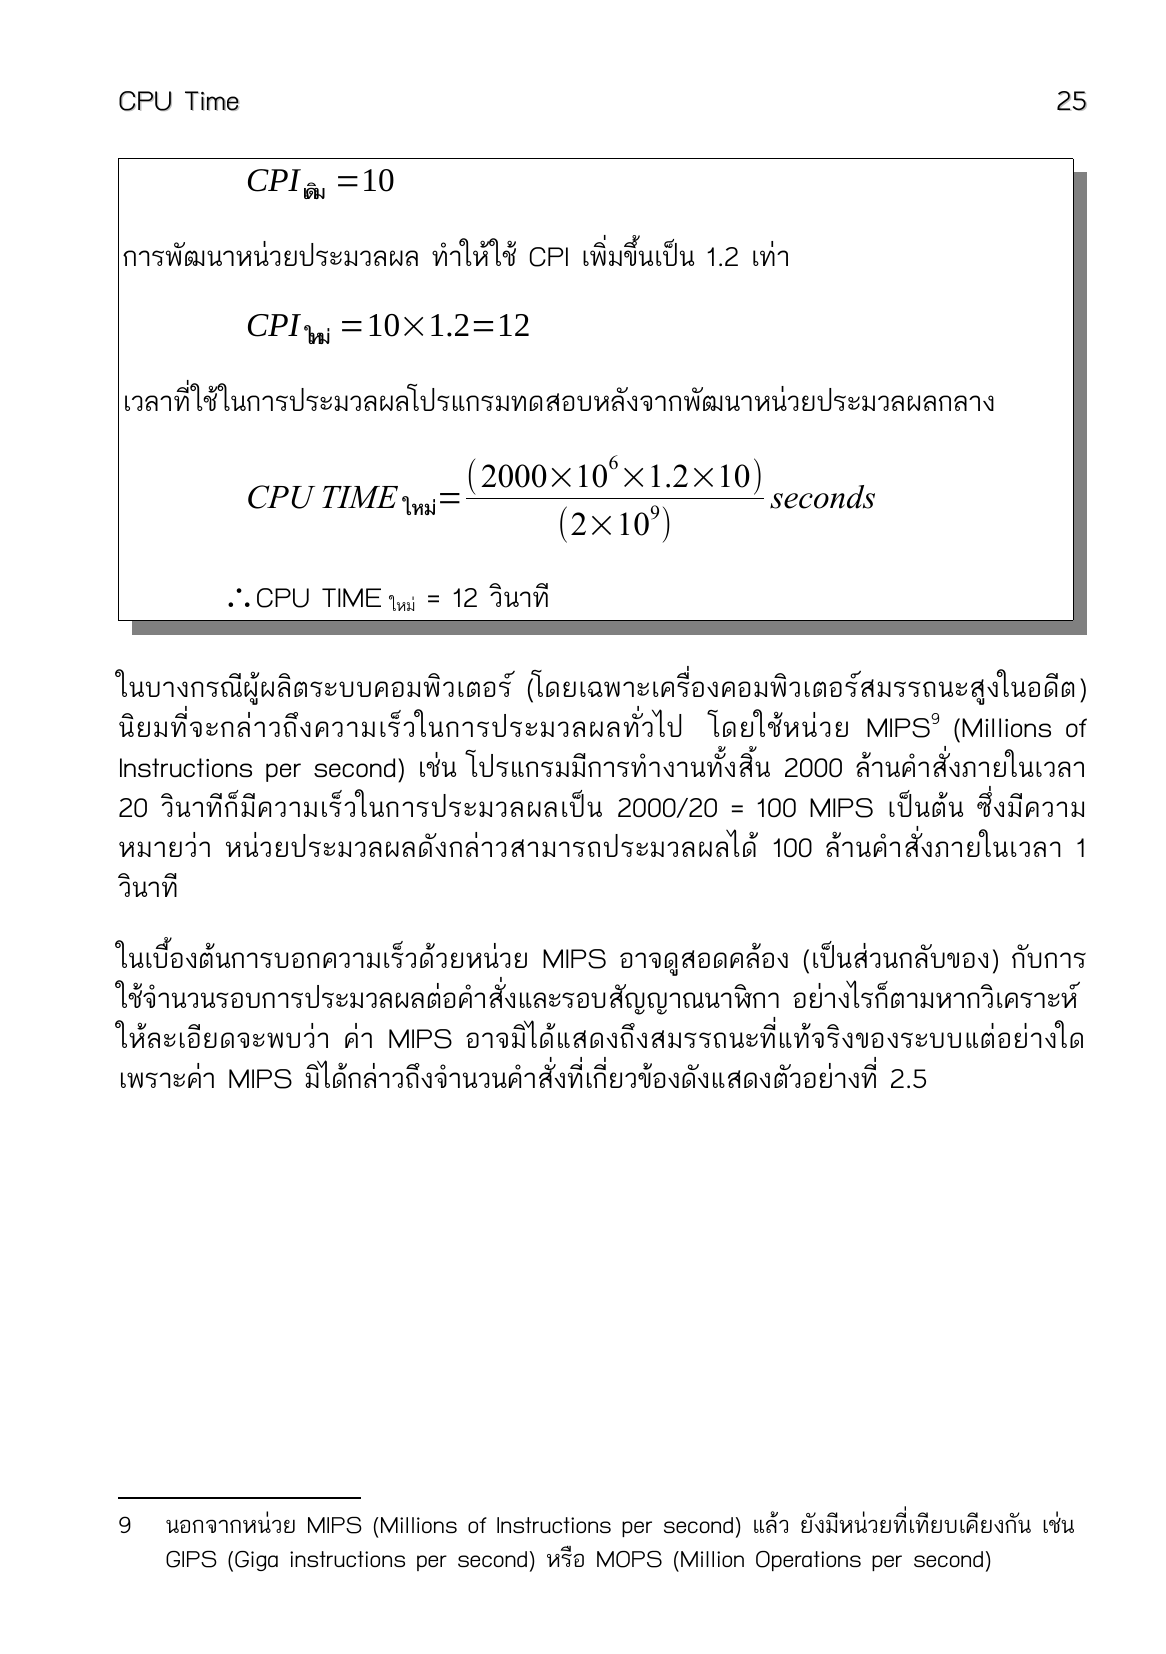 CPU Time 25
CPI เดิม =10
การพัฒนาหน่วยประมวลผล ทำให้ใช้ CPI เพิ่มขึ้นเป็น 1.2 เท่า
CPI ใหม่ =10×1.2=12
เวลาที่ใช้ในการประมวลผลโปรแกรมทดสอบหลังจากพัฒนาหน่วยประมวลผลกลาง
CPU TIME ใหม่ = (2000×10⁶×1.2×10) / (2×10⁹) seconds
∴ CPU TIME ใหม่ = 12 วินาที
ในบางกรณีผู้ผลิตระบบคอมพิวเตอร์ (โดยเฉพาะเครื่องคอมพิวเตอร์สมรรถนะสูงในอดีต)
นิยมที่จะกล่าวถึงความเร็วในการประมวลผลทั่วไป โดยใช้หน่วย MIPS⁹ (Millions of
Instructions per second) เช่น โปรแกรมมีการทำงานทั้งสิ้น 2000 ล้านคำสั่งภายในเวลา
20 วินาทีก็มีความเร็วในการประมวลผลเป็น 2000/20 = 100 MIPS เป็นต้น ซึ่งมีความ
หมายว่า หน่วยประมวลผลดังกล่าวสามารถประมวลผลได้ 100 ล้านคำสั่งภายในเวลา 1
วินาที
ในเบื้องต้นการบอกความเร็วด้วยหน่วย MIPS อาจดูสอดคล้อง (เป็นส่วนกลับของ) กับการ
ใช้จำนวนรอบการประมวลผลต่อคำสั่งและรอบสัญญาณนาฬิกา อย่างไรก็ตามหากวิเคราะห์
ให้ละเอียดจะพบว่า ค่า MIPS อาจมิได้แสดงถึงสมรรถนะที่แท้จริงของระบบแต่อย่างใด
เพราะค่า MIPS มิได้กล่าวถึงจำนวนคำสั่งที่เกี่ยวข้องดังแสดงตัวอย่างที่ 2.5
9 นอกจากหน่วย MIPS (Millions of Instructions per second) แล้ว ยังมีหน่วยที่เทียบเคียงกัน เช่น
GIPS (Giga instructions per second) หรือ MOPS (Million Operations per second)